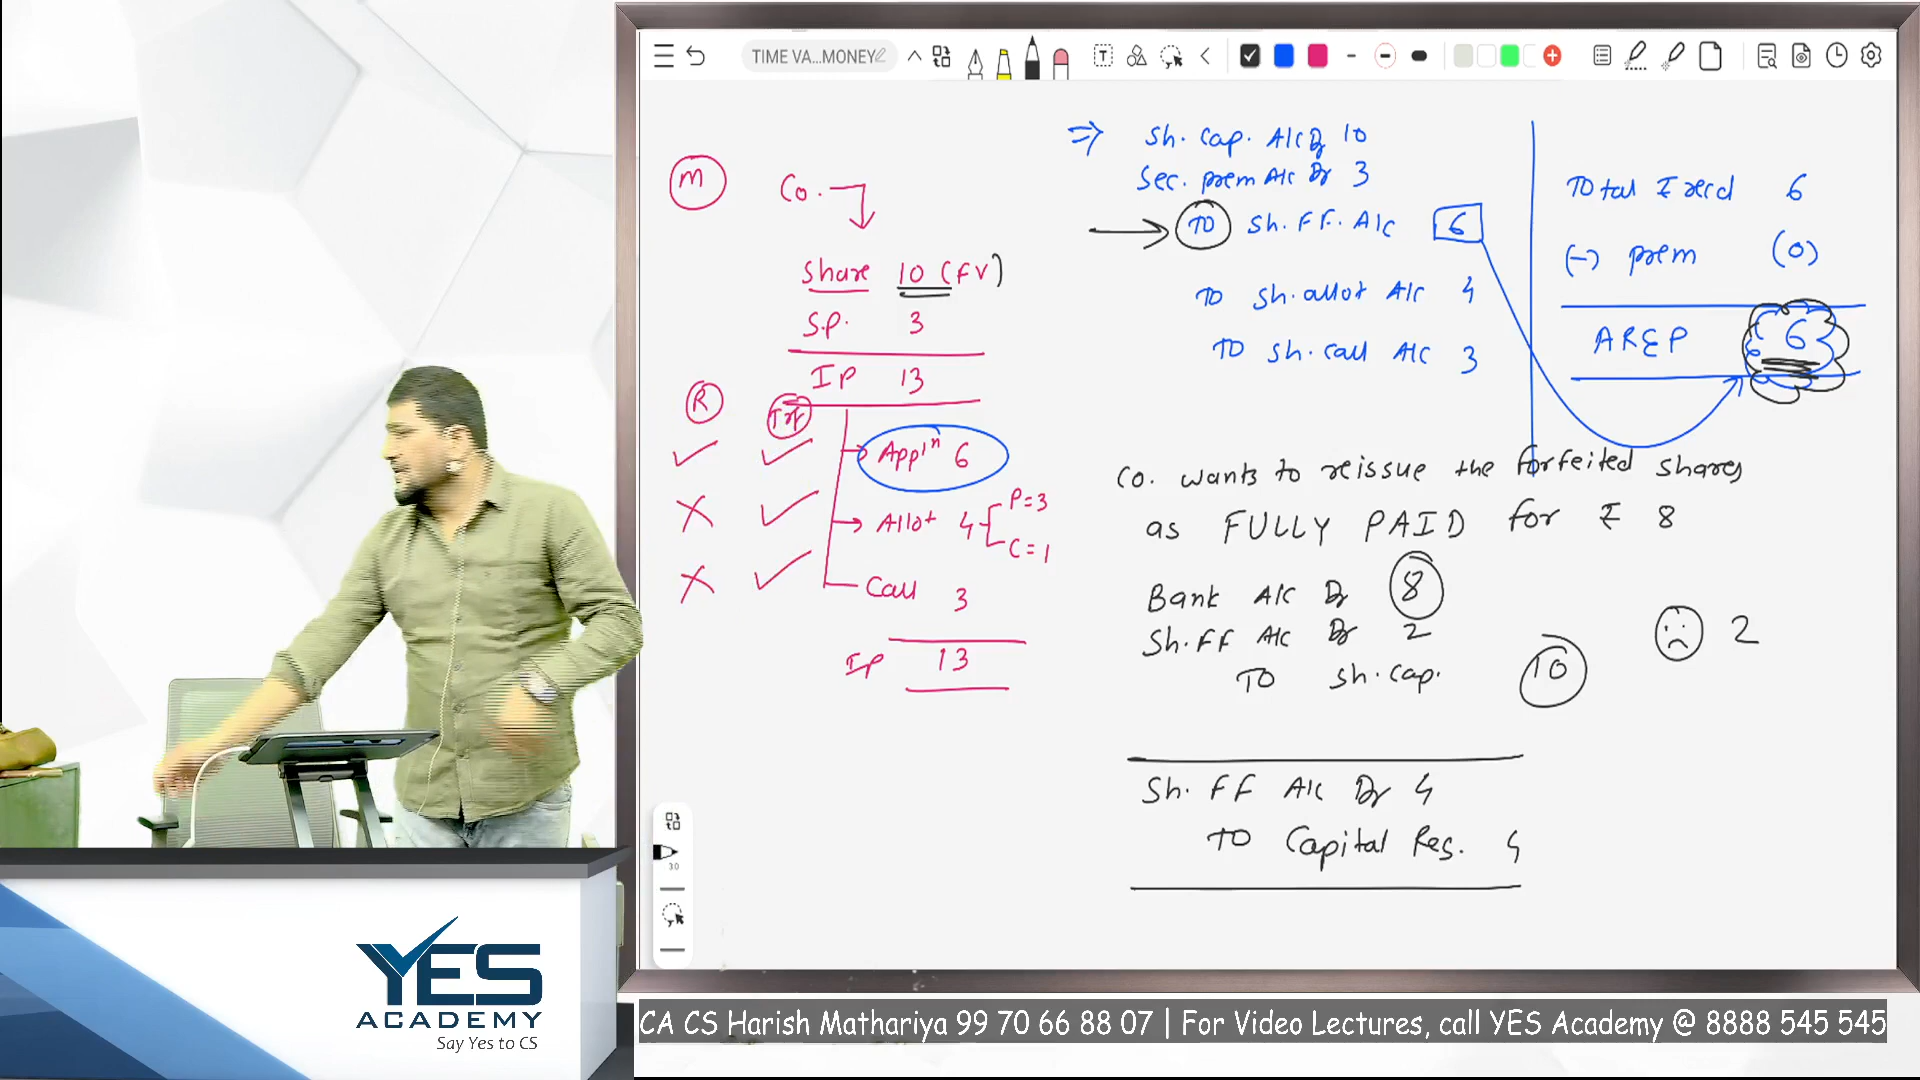 TIME VA...MONEY
M
Co.
Share 10 (FV)
S.P. 3
IP 13
R Trf
Appl n 6
Allot 4 P=3
C=1
Call 3
IP 13
⇒ Sh. Cap. A/c Dr 10
Sec. prem A/c Dr 3
→ TO Sh. FF. A/c 6
TO Sh. allot A/c 4
TO Sh. call A/c 3
Total ₹ recd 6
(-) prem (0)
AREP 6
Co. wants to reissue the forfeited shares
as FULLY PAID for ₹ 8
Bank A/c Dr 8
Sh. FF A/c Dr 2
TO Sh. cap. 10
2
Sh. FF A/c Dr 4
TO Capital Res. 4
30
YES
ACADEMY
Say Yes to CS
CA CS Harish Mathariya 99 70 66 88 07 | For Video Lectures, call YES Academy @ 8888 545 545